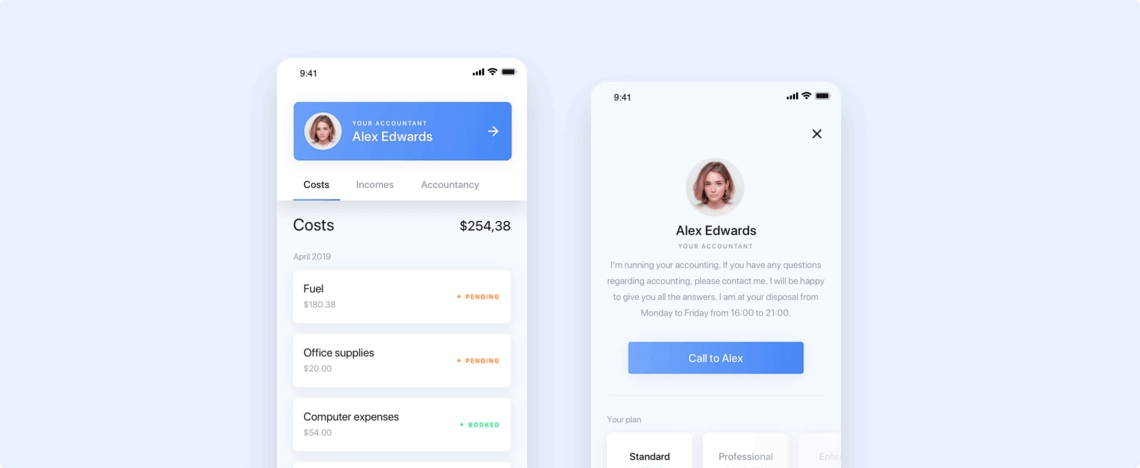 9:41
YOUR ACCOUNTANT
Alex Edwards
Costs Incomes Accountancy
Costs $254,38
April 2019
Fuel
$180.38
PENDING
Office supplies
$20.00
PENDING
Computer expenses
$54.00
BOOKED
9:41
Alex Edwards
YOUR ACCOUNTANT
I'm running your accounting. If you have any questions
regarding accounting, please contact me. I will be happy
to give you all the answers. I am at your disposal from
Monday to Friday from 16:00 to 21:00.
Call to Alex
Your plan
Standard Professional